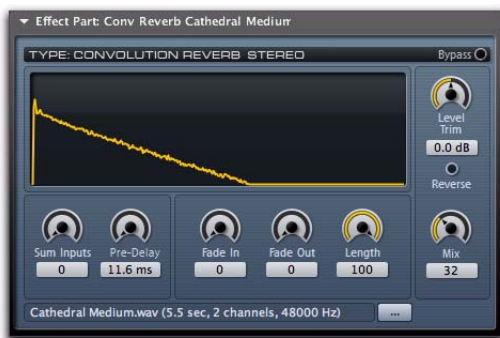 Effect Part: Conv Reverb Cathedral Medium
TYPE: CONVOLUTION REVERB STEREO
Bypass
Level Trim
0.0 dB
Reverse
Sum Inputs
0
Pre-Delay
11.6 ms
Fade In
0
Fade Out
0
Length
100
Mix
32
Cathedral Medium.wav (5.5 sec, 2 channels, 48000 Hz)
...